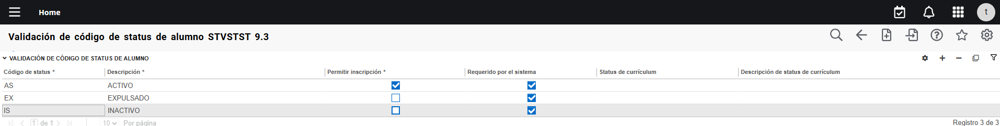 Home
t
Validación de código de status de alumno STVSTST 9.3
VALIDACIÓN DE CÓDIGO DE STATUS DE ALUMNO
Código de status * Descripción * Permitir inscripción * Requerido por el sistema Status de currículum Descripción de status de currículum
AS ACTIVO
EX EXPULSADO
IS INACTIVO
1 de 1 10 Por página Registro 3 de 3